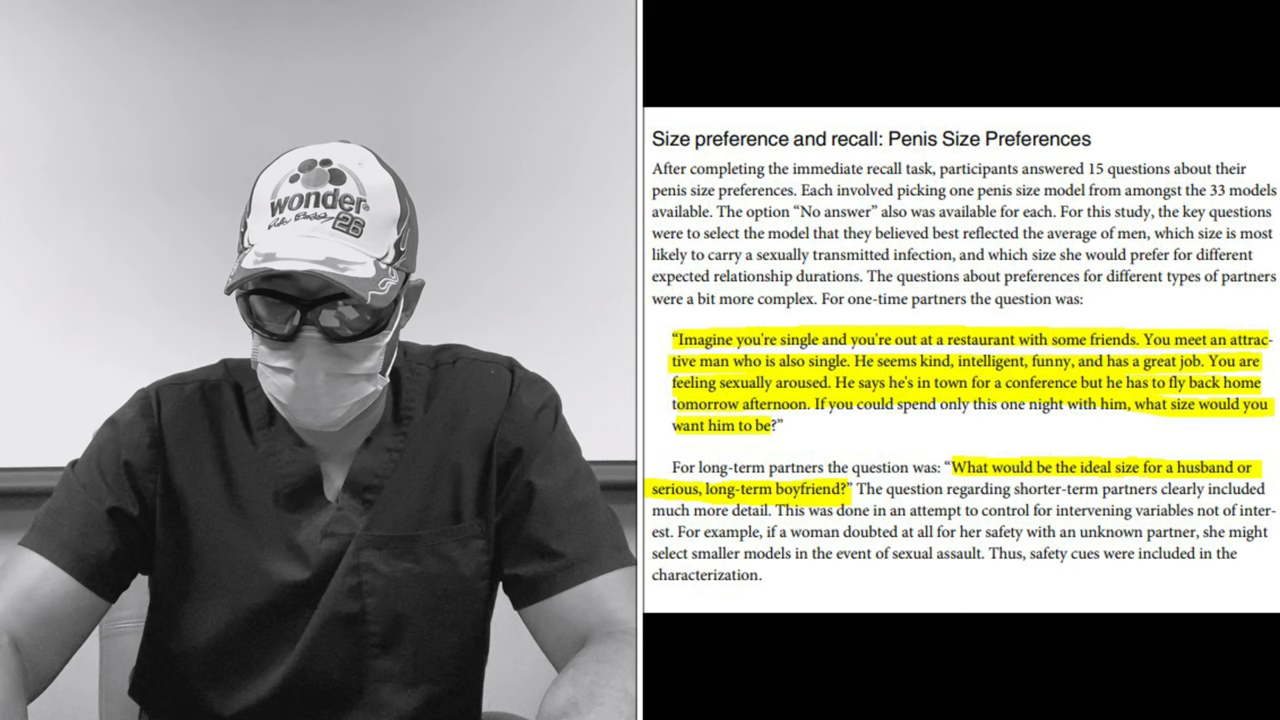 wonder
26
Size preference and recall: Penis Size Preferences
After completing the immediate recall task, participants answered 15 questions about their
penis size preferences. Each involved picking one penis size model from amongst the 33 models
available. The option “No answer” also was available for each. For this study, the key questions
were to select the model that they believed best reflected the average of men, which size is most
likely to carry a sexually transmitted infection, and which size she would prefer for different
expected relationship durations. The questions about preferences for different types of partners
were a bit more complex. For one-time partners the question was:
“Imagine you're single and you're out at a restaurant with some friends. You meet an attrac-
tive man who is also single. He seems kind, intelligent, funny, and has a great job. You are
feeling sexually aroused. He says he's in town for a conference but he has to fly back home
tomorrow afternoon. If you could spend only this one night with him, what size would you
want him to be?”
For long-term partners the question was: “What would be the ideal size for a husband or
serious, long-term boyfriend?” The question regarding shorter-term partners clearly included
much more detail. This was done in an attempt to control for intervening variables not of inter-
est. For example, if a woman doubted at all for her safety with an unknown partner, she might
select smaller models in the event of sexual assault. Thus, safety cues were included in the
characterization.